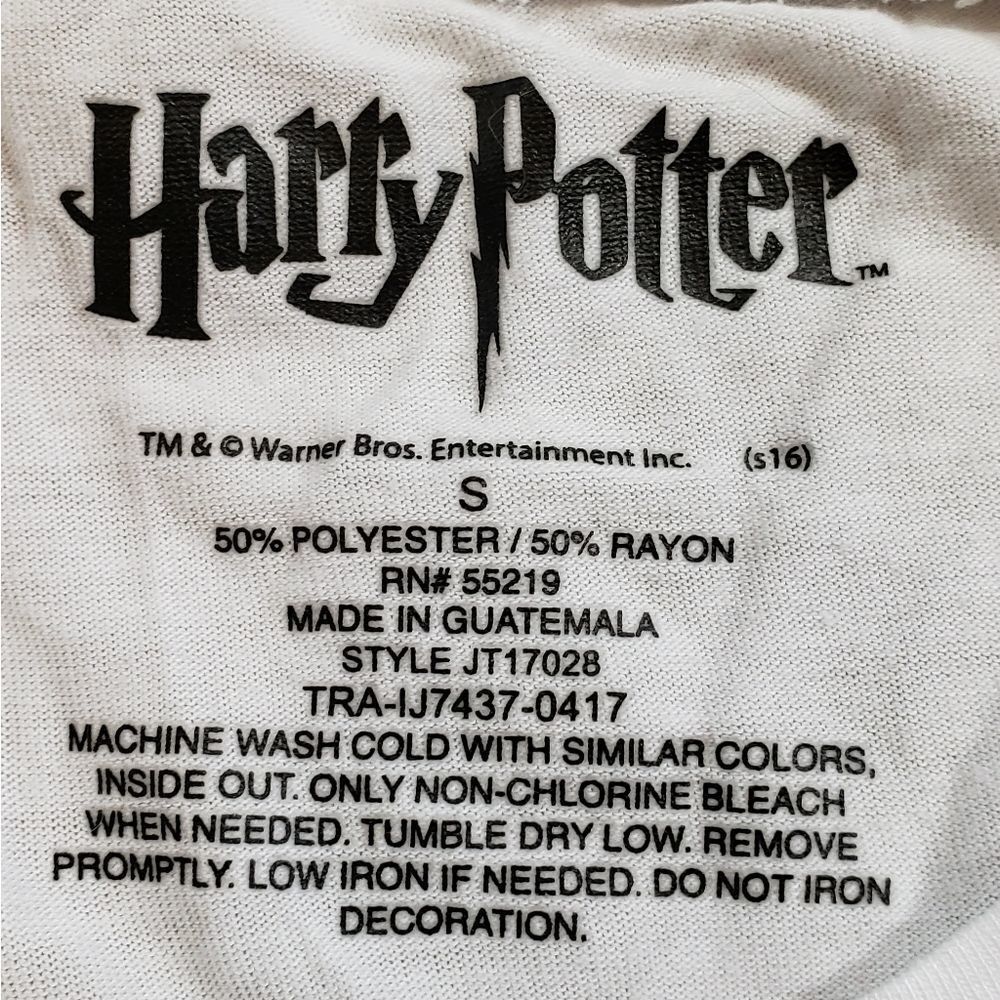 Harry Potter™
TM & © Warner Bros. Entertainment Inc. (s16)
S
50% POLYESTER / 50% RAYON
RN# 55219
MADE IN GUATEMALA
STYLE JT17028
TRA-IJ7437-0417
MACHINE WASH COLD WITH SIMILAR COLORS,
INSIDE OUT. ONLY NON-CHLORINE BLEACH
WHEN NEEDED. TUMBLE DRY LOW. REMOVE
PROMPTLY. LOW IRON IF NEEDED. DO NOT IRON
DECORATION.